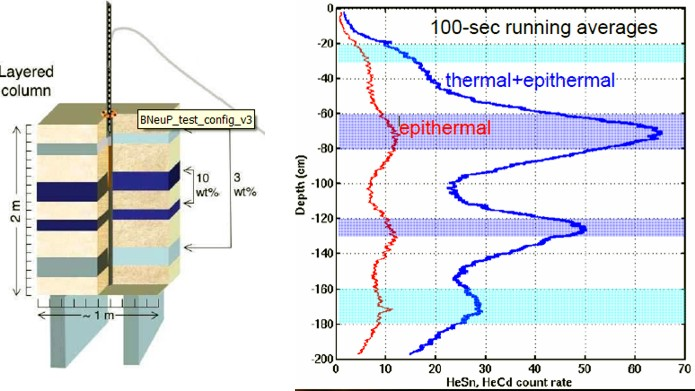 Layered
column
BNeuP_test_config_v3
10
wt%
3
wt%
2 m
~ 1 m
100-sec running averages
thermal+epithermal
epithermal
Depth (cm)
0
-20
-40
-60
-80
-100
-120
-140
-160
-180
-200
0 10 20 30 40 50 60 70
HeSn, HeCd count rate